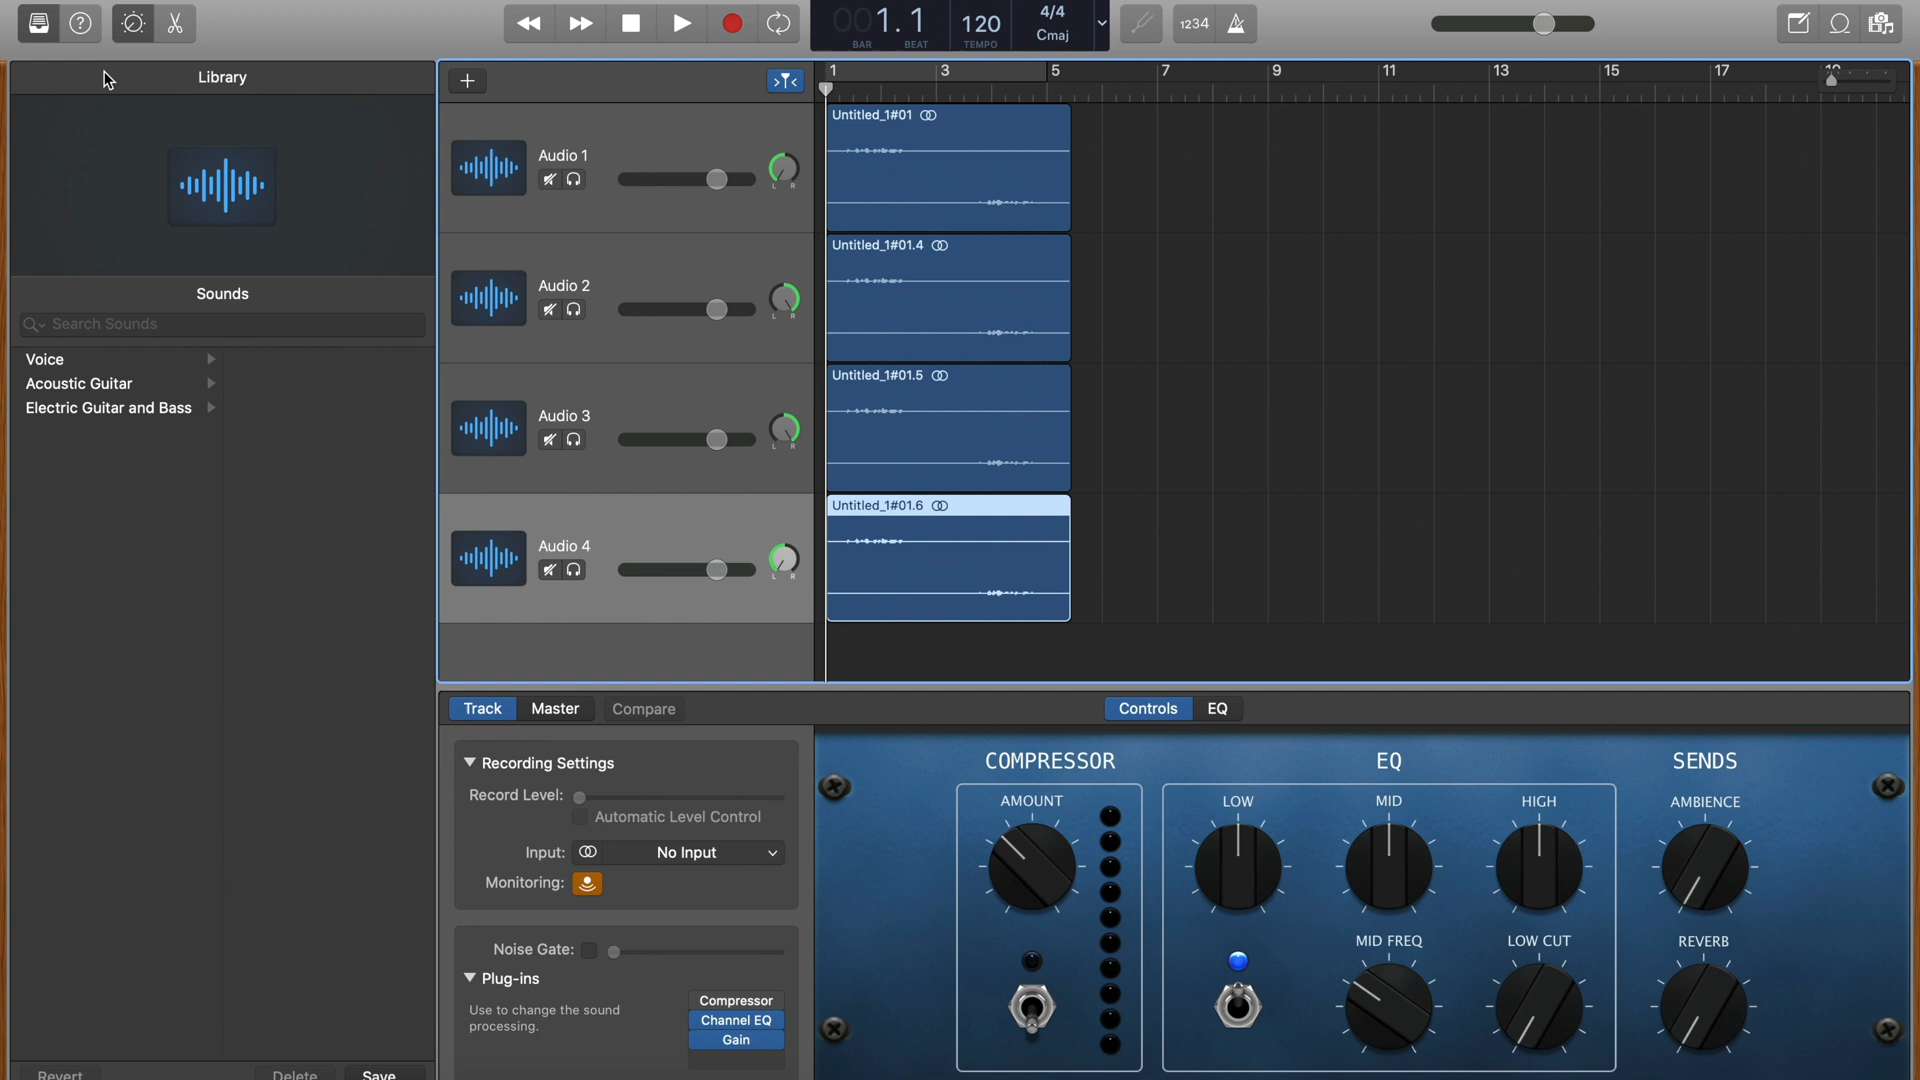 001.1
BAR BEAT
120
TEMPO
4/4
Cmaj
1234
Library
1 3 5 7 9 11 13 15 17 19
Untitled_1#01
Audio 1
L R
Untitled_1#01.4
Audio 2
L R
Sounds
Search Sounds
Voice
Acoustic Guitar
Electric Guitar and Bass
Untitled_1#01.5
Audio 3
L R
Untitled_1#01.6
Audio 4
L R
Track Master Compare
Controls EQ
Recording Settings
Record Level:
Automatic Level Control
Input: No Input
Monitoring:
Noise Gate:
Plug-ins
Use to change the sound
processing.
Compressor
Channel EQ
Gain
COMPRESSOR
AMOUNT
EQ
LOW MID HIGH
MID FREQ LOW CUT
SENDS
AMBIENCE
REVERB
Revert Delete Save